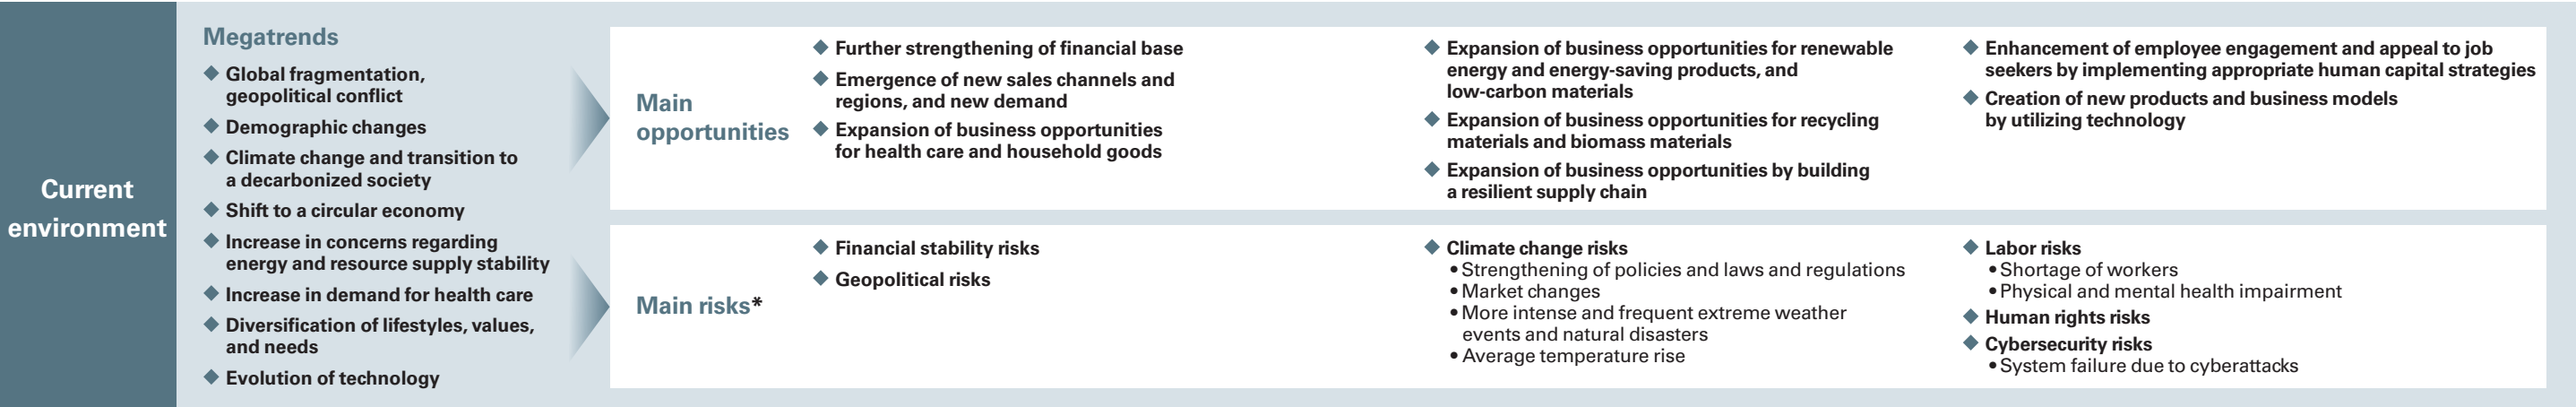 Current
environment
Megatrends
◆ Global fragmentation,
geopolitical conflict
◆ Demographic changes
◆ Climate change and transition to
a decarbonized society
◆ Shift to a circular economy
◆ Increase in concerns regarding
energy and resource supply stability
◆ Increase in demand for health care
◆ Diversification of lifestyles, values,
and needs
◆ Evolution of technology
Main
opportunities
◆ Further strengthening of financial base
◆ Emergence of new sales channels and
regions, and new demand
◆ Expansion of business opportunities
for health care and household goods
◆ Expansion of business opportunities for renewable
energy and energy-saving products, and
low-carbon materials
◆ Expansion of business opportunities for recycling
materials and biomass materials
◆ Expansion of business opportunities by building
a resilient supply chain
◆ Enhancement of employee engagement and appeal to job
seekers by implementing appropriate human capital strategies
◆ Creation of new products and business models
by utilizing technology
Main risks*
◆ Financial stability risks
◆ Geopolitical risks
◆ Climate change risks
• Strengthening of policies and laws and regulations
• Market changes
• More intense and frequent extreme weather
events and natural disasters
• Average temperature rise
◆ Labor risks
• Shortage of workers
• Physical and mental health impairment
◆ Human rights risks
◆ Cybersecurity risks
• System failure due to cyberattacks